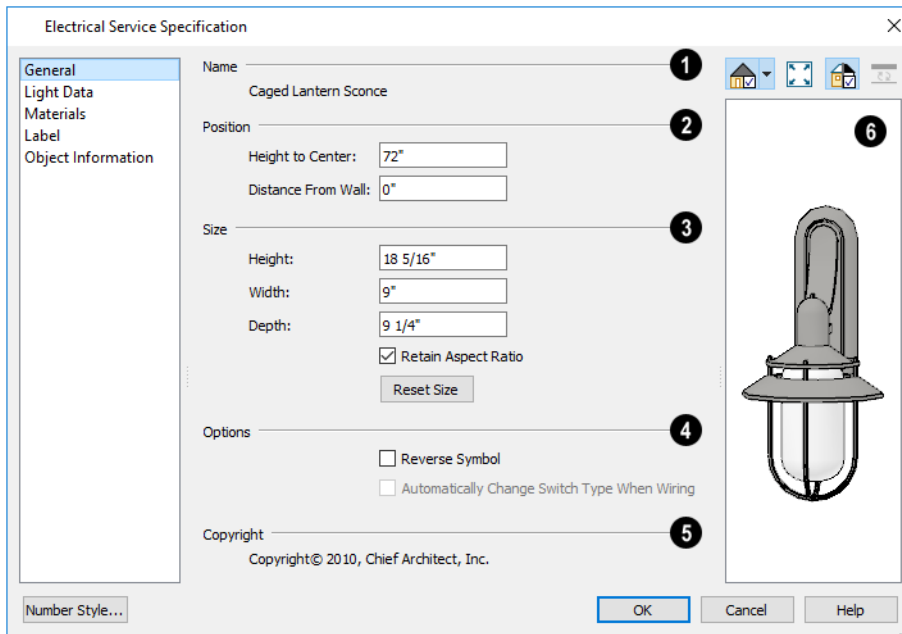 Electrical Service Specification
General
Light Data
Materials
Label
Object Information
Name
1
Caged Lantern Sconce
Position
2
Height to Center: 72"
Distance From Wall: 0"
Size
3
Height: 18 5/16"
Width: 9"
Depth: 9 1/4"
Retain Aspect Ratio
Reset Size
Options
4
Reverse Symbol
Automatically Change Switch Type When Wiring
Copyright
5
Copyright© 2010, Chief Architect, Inc.
6
Number Style... OK Cancel Help